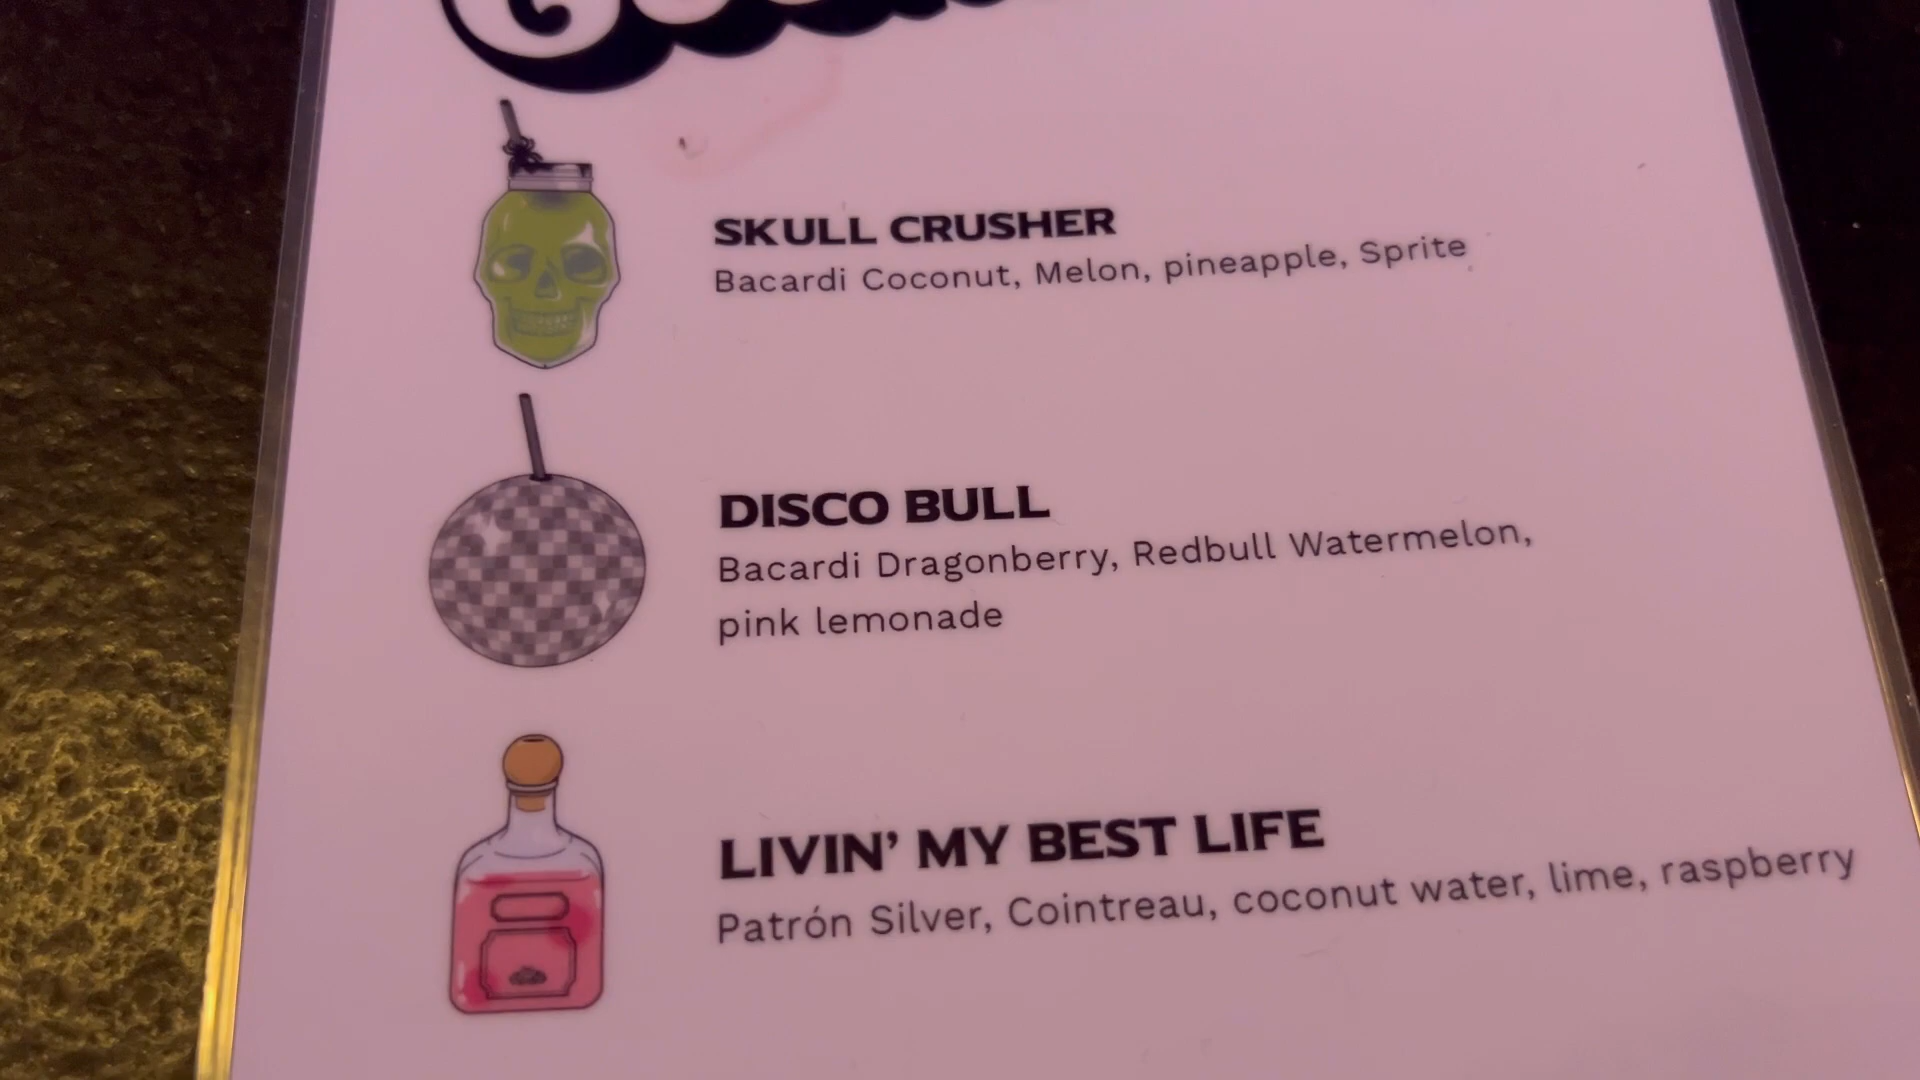 SKULL CRUSHER
Bacardi Coconut, Melon, pineapple, Sprite
DISCO BULL
Bacardi Dragonberry, Redbull Watermelon,
pink lemonade
LIVIN’ MY BEST LIFE
Patrón Silver, Cointreau, coconut water, lime, raspberry